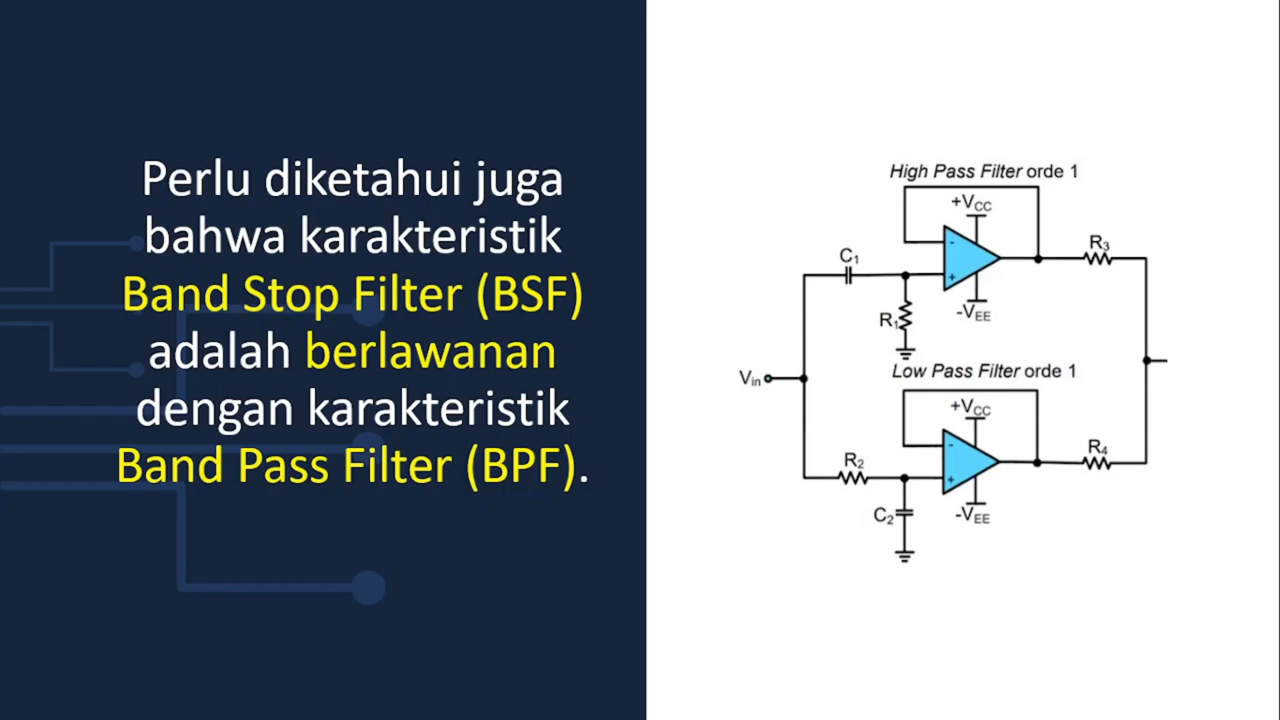 Perlu diketahui juga
bahwa karakteristik
Band Stop Filter (BSF)
adalah berlawanan
dengan karakteristik
Band Pass Filter (BPF).
High Pass Filter orde 1
+VCC
-
+
-VEE
C1
R1
R3
Vin
Low Pass Filter orde 1
+VCC
-
+
-VEE
R2
C2
R4